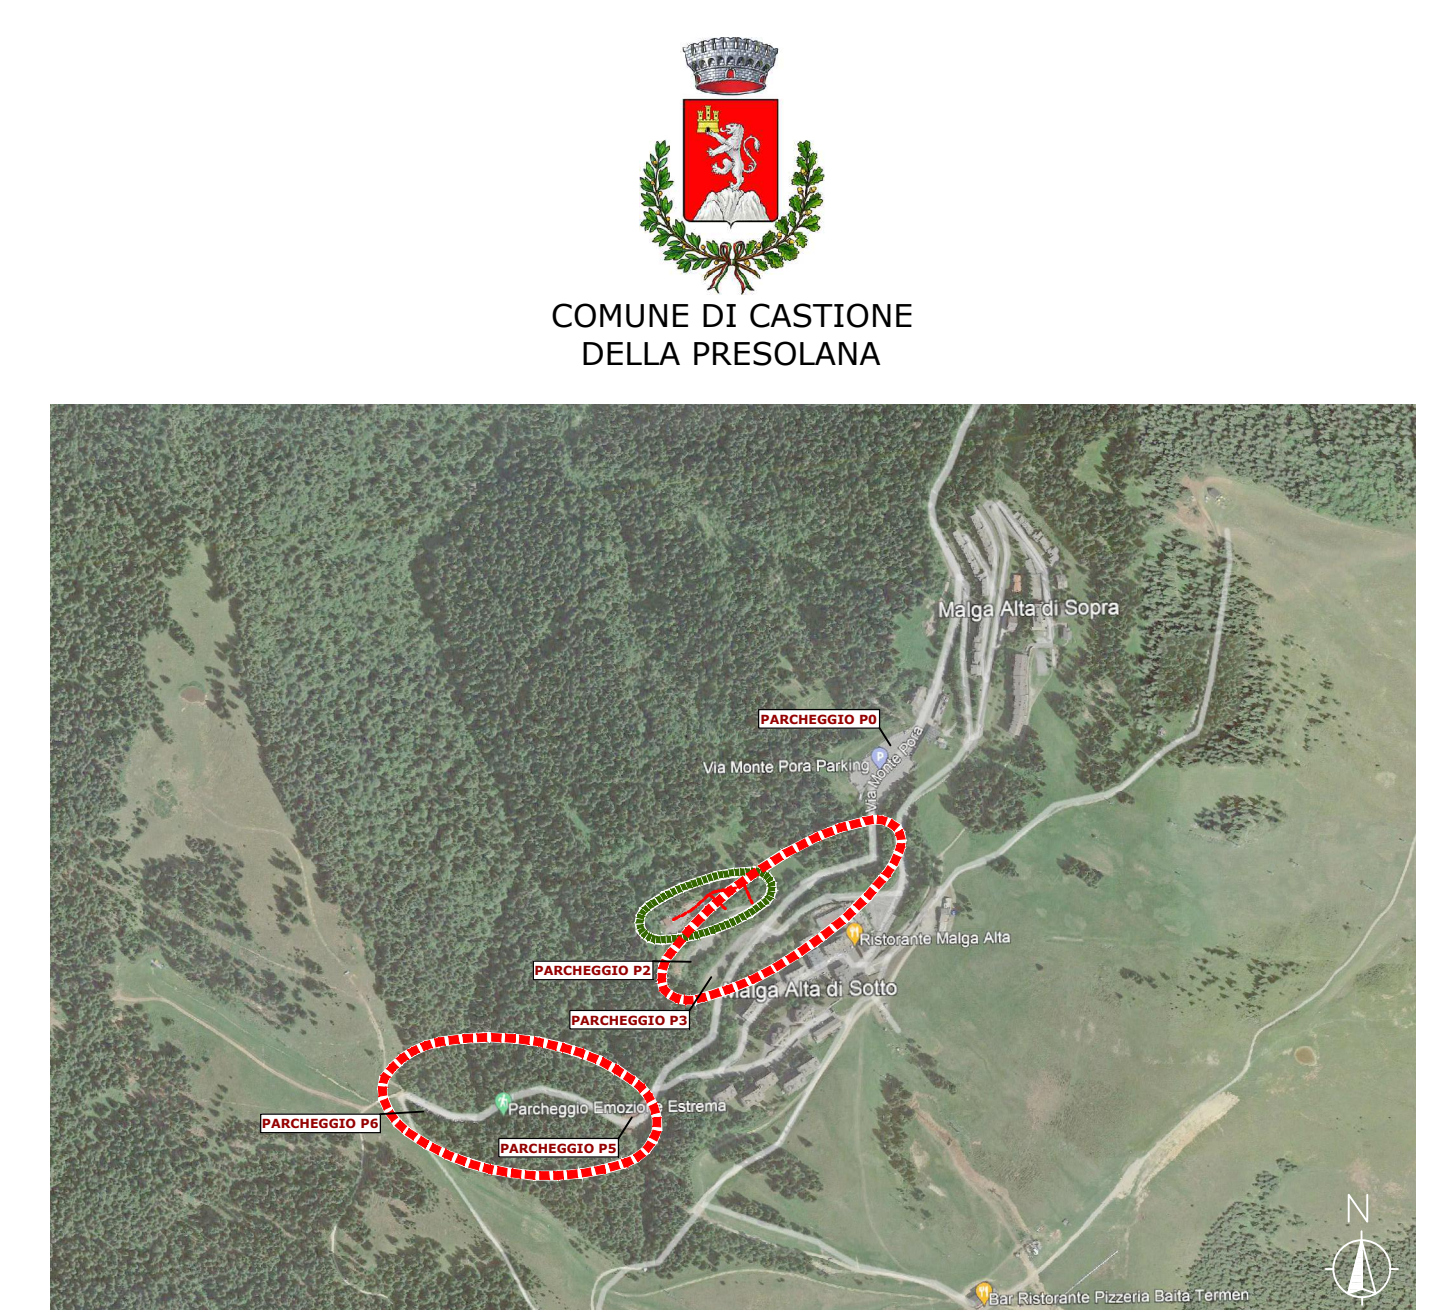 COMUNE DI CASTIONE
DELLA PRESOLANA
Malga Alta di Sopra
PARCHEGGIO P0
Via Monte Pora Parking
P
Via Monte Pora
Ristorante Malga Alta
PARCHEGGIO P2
Malga Alta di Sotto
PARCHEGGIO P3
Parcheggio Emozione Estrema
PARCHEGGIO P6
PARCHEGGIO P5
N
Bar Ristorante Pizzeria Baita Termen